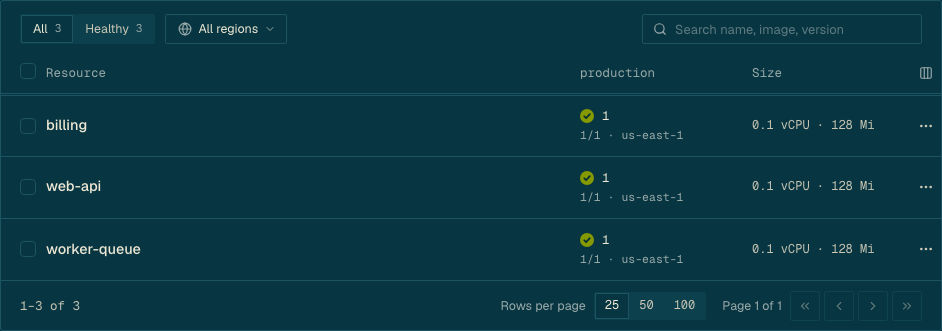 All 3 Healthy 3 All regions Search name, image, version
Resource production Size
billing 1 0.1 vCPU · 128 Mi
1/1 · us-east-1
web-api 1 0.1 vCPU · 128 Mi
1/1 · us-east-1
worker-queue 1 0.1 vCPU · 128 Mi
1/1 · us-east-1
1–3 of 3 Rows per page 25 50 100 Page 1 of 1